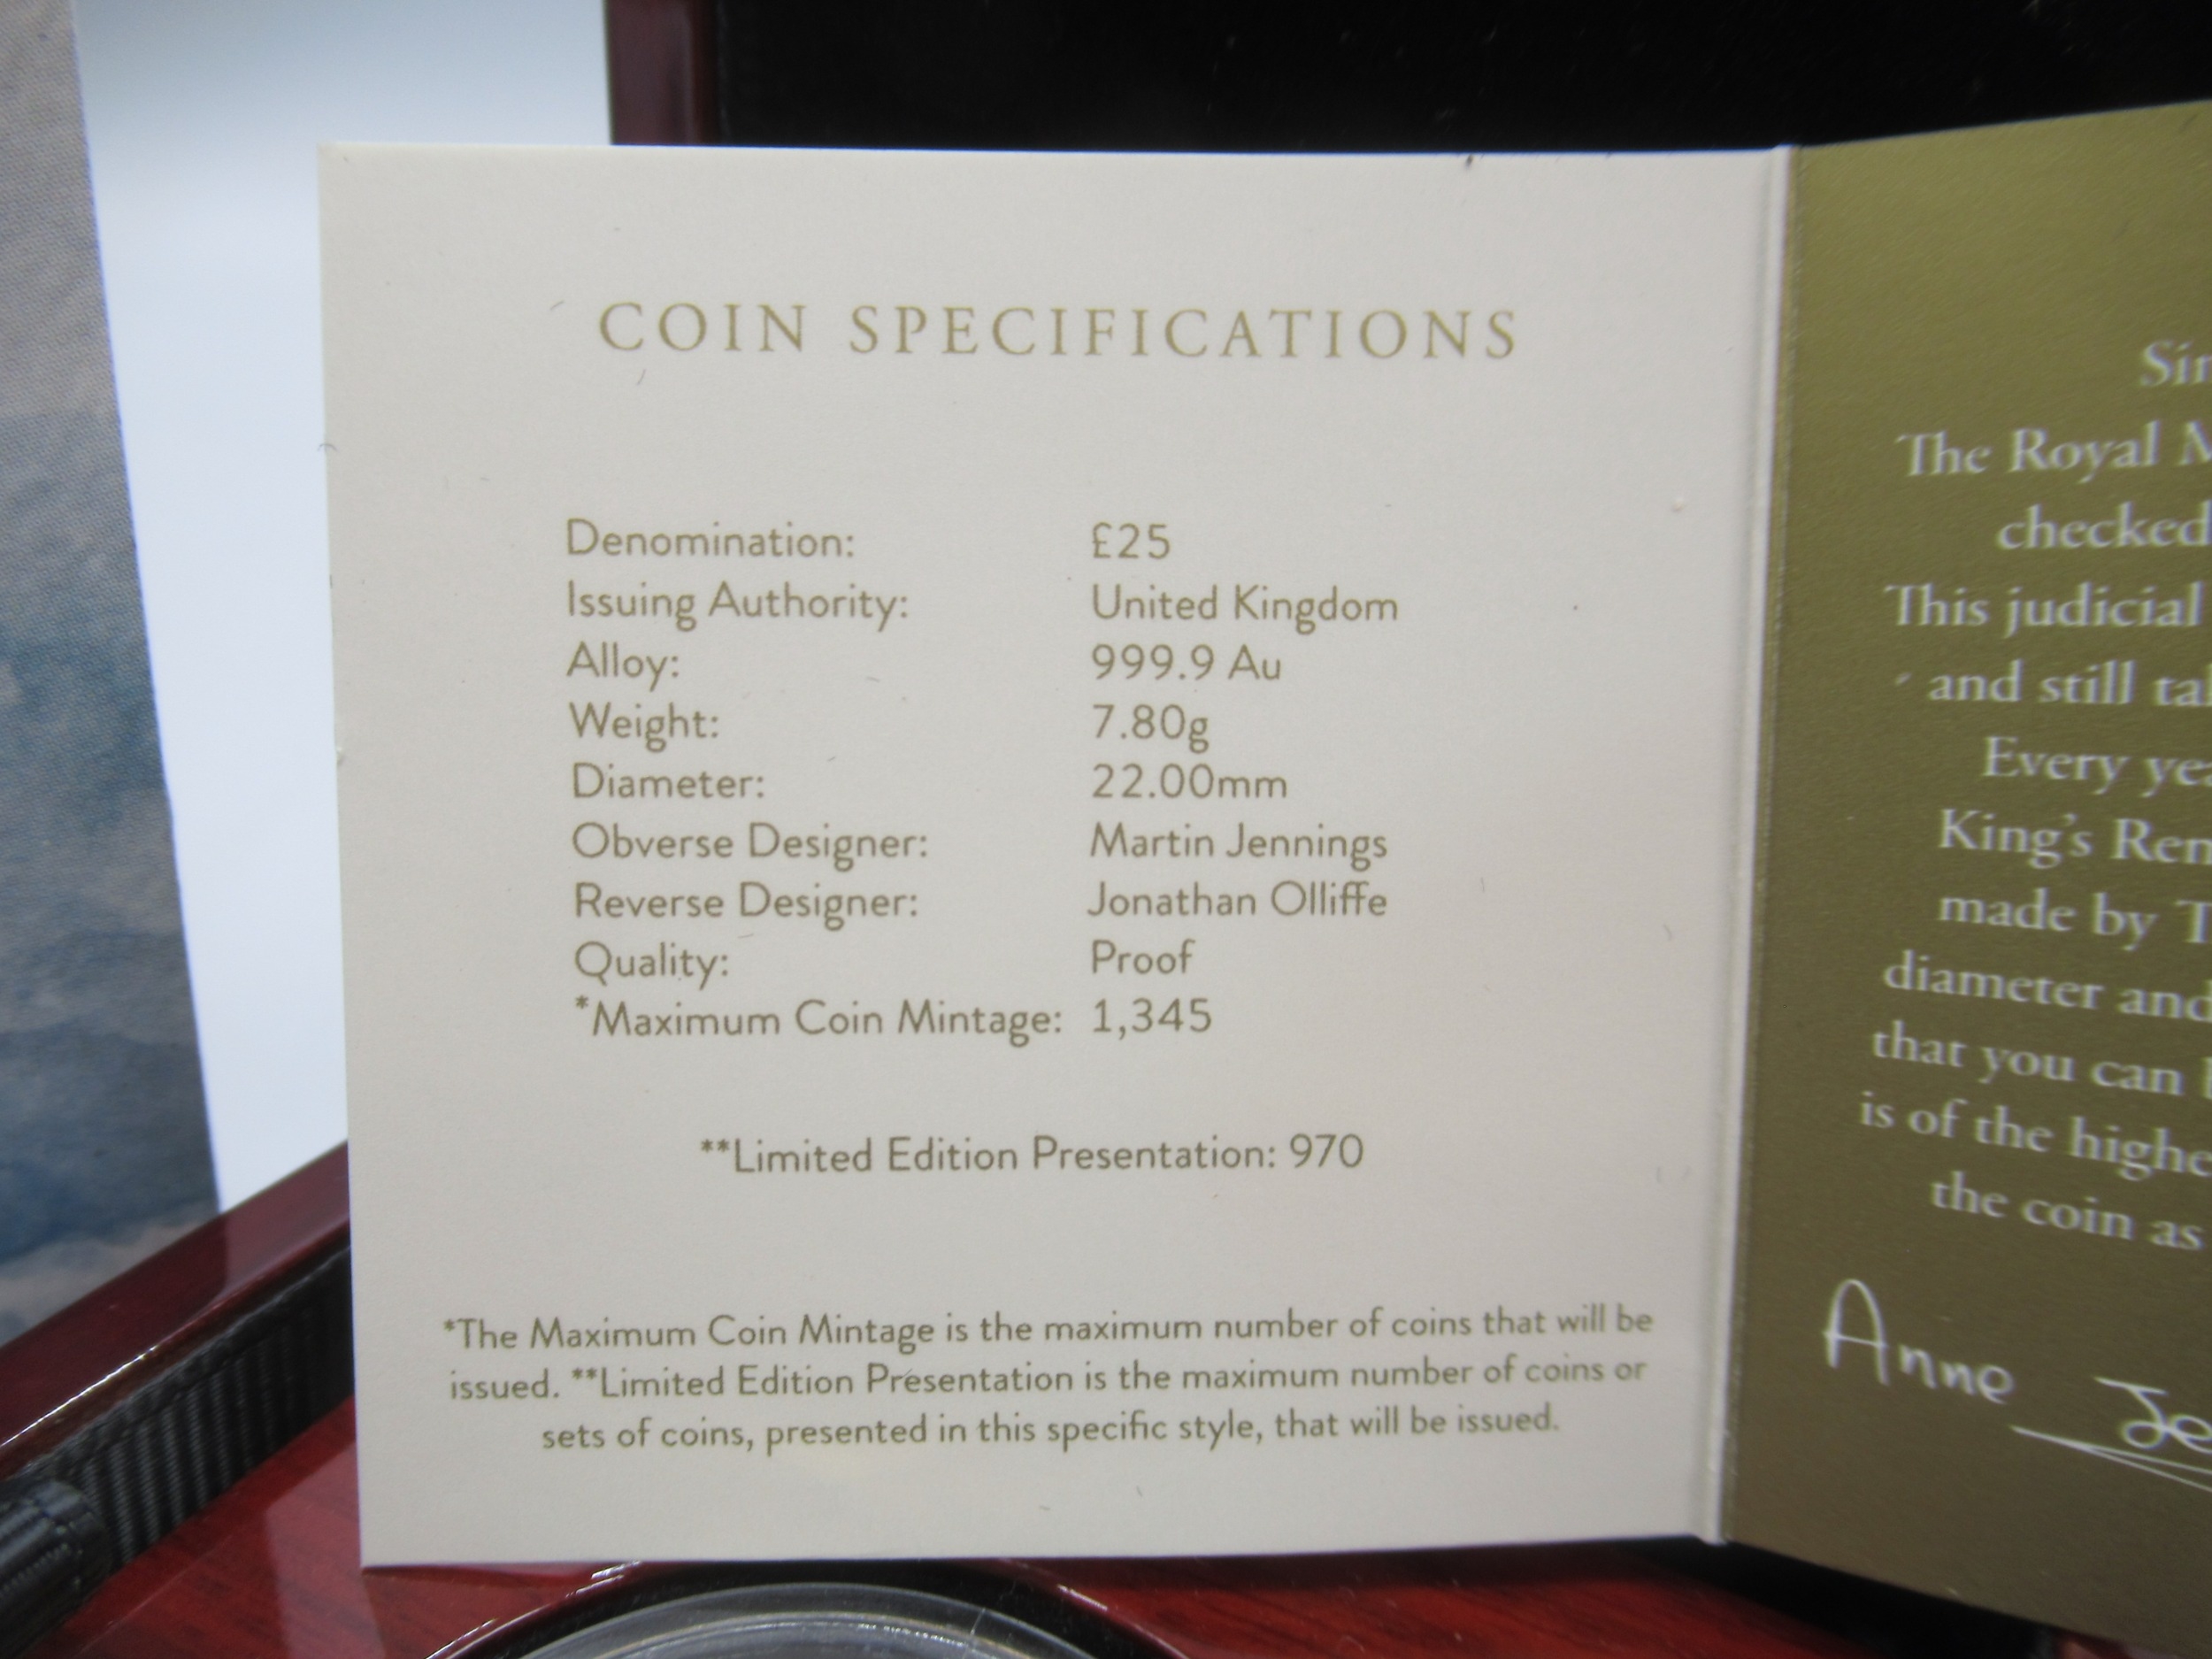 COIN SPECIFICATIONS
Denomination: £25
Issuing Authority: United Kingdom
Alloy: 999.9 Au
Weight: 7.80g
Diameter: 22.00mm
Obverse Designer: Martin Jennings
Reverse Designer: Jonathan Olliffe
Quality: Proof
*Maximum Coin Mintage: 1,345
**Limited Edition Presentation: 970
*The Maximum Coin Mintage is the maximum number of coins that will be
issued. **Limited Edition Presentation is the maximum number of coins or
sets of coins, presented in this specific style, that will be issued.
The Royal
checked
This judicial
and still
Every
King's
made by
diameter and
that you can
is of the
the coin as
Anne